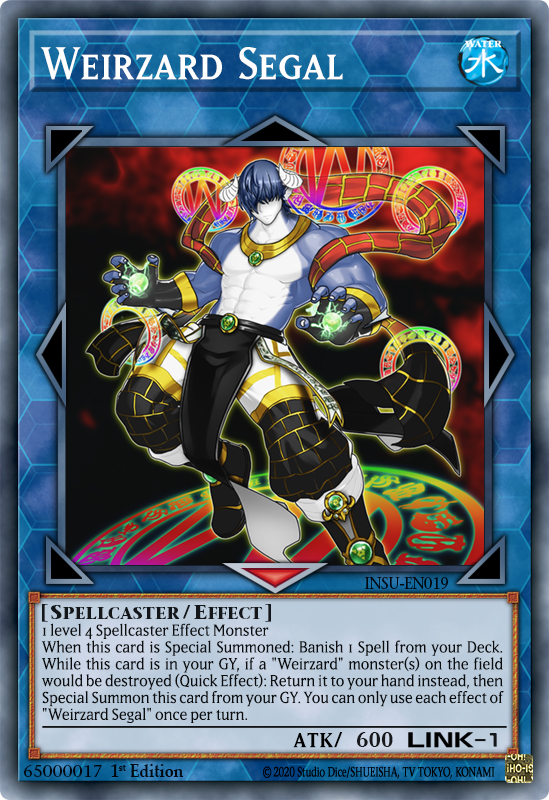 Weirzard Segal
WATER
水
INSU-EN019
[Spellcaster / Effect]
1 level 4 Spellcaster Effect Monster
When this card is Special Summoned: Banish 1 Spell from your Deck.
While this card is in your GY, if a "Weirzard" monster(s) on the field
would be destroyed (Quick Effect): Return it to your hand instead, then
Special Summon this card from your GY. You can only use each effect of
"Weirzard Segal" once per turn.
ATK/ 600 LINK-1
65000017 1st Edition ©2020 Studio Dice/SHUEISHA, TV TOKYO, KONAMI